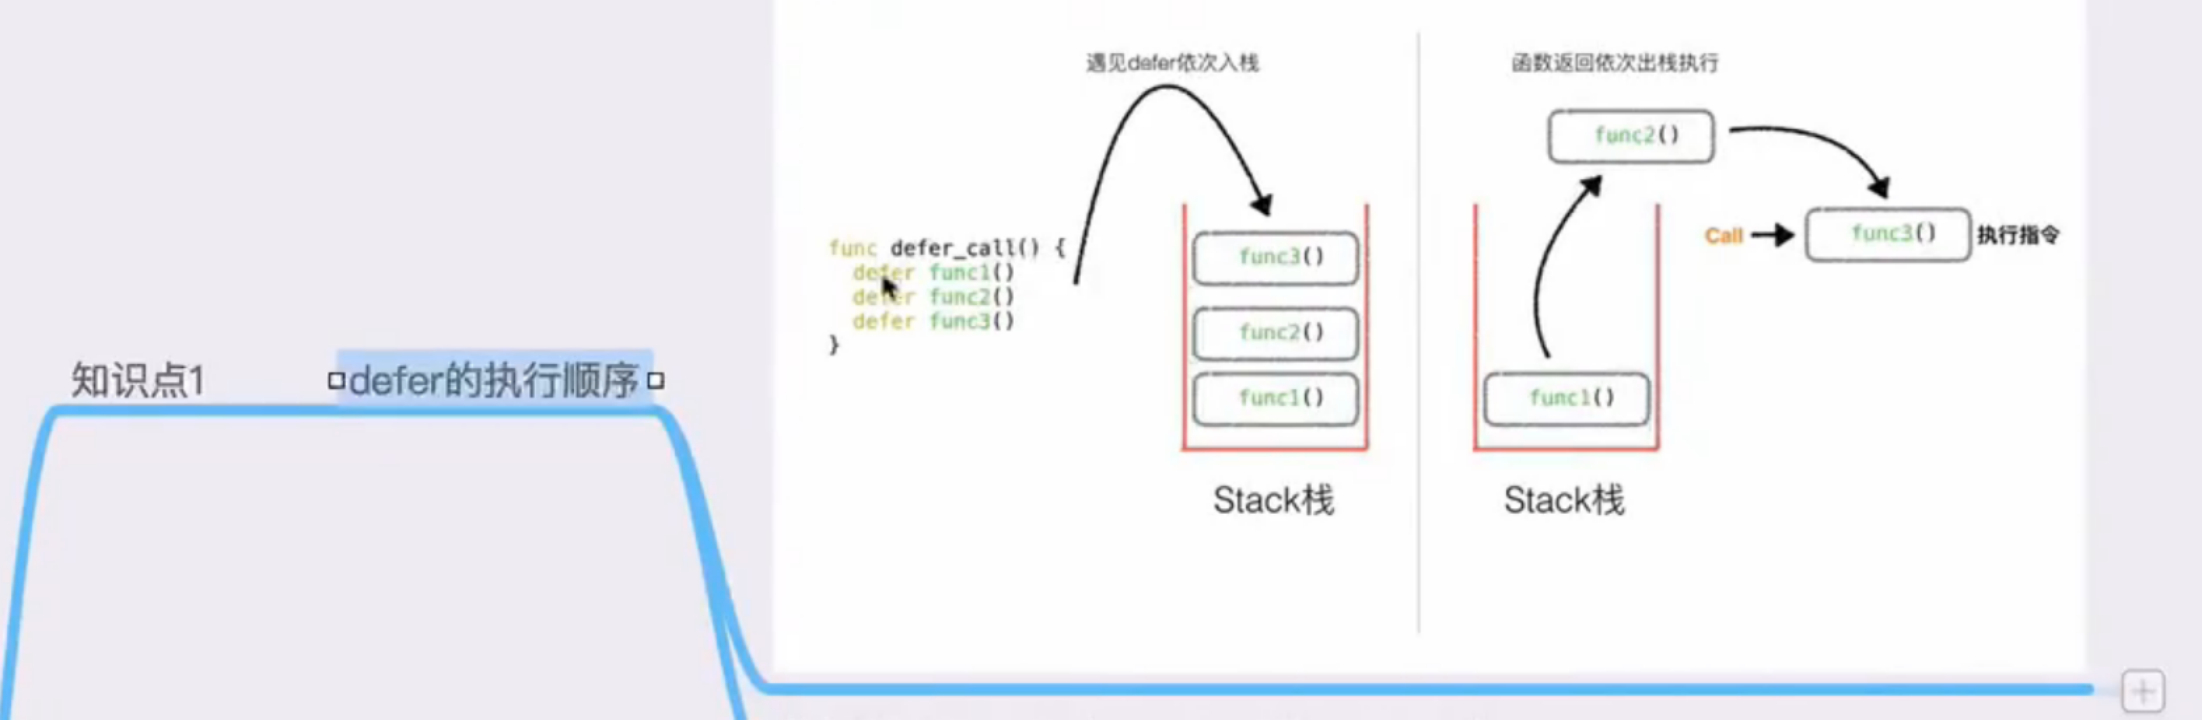 知识点1
defer的执行顺序
遇见defer依次入栈
func defer_call() {
defer func1()
defer func2()
defer func3()
}
func3()
func2()
func1()
Stack栈
函数返回依次出栈执行
func2()
Call
func3()
执行指令
func1()
Stack栈